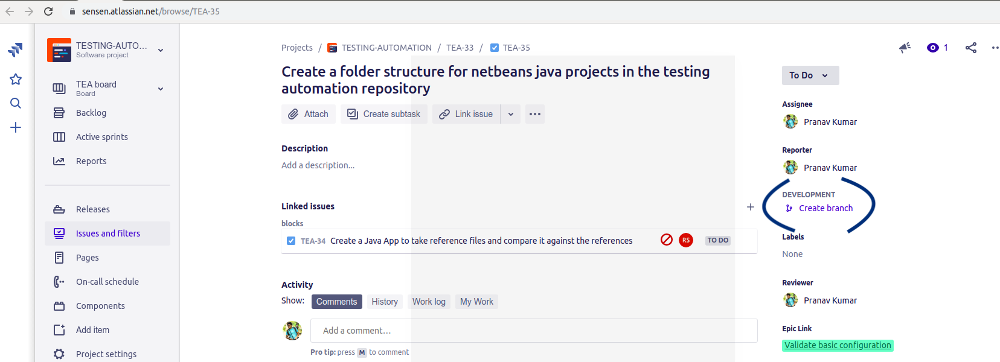 sensen.atlassian.net/browse/TEA-35
TESTING-AUTO...
Software project
TEA board
Board
Backlog
Active sprints
Reports
Releases
Issues and filters
Pages
On-call schedule
Components
Add item
Project settings
Projects / TESTING-AUTOMATION / TEA-33 / TEA-35
1
Create a folder structure for netbeans java projects in the testing
automation repository
Attach
Create subtask
Link issue
Description
Add a description...
Linked issues
blocks
TEA-34 Create a Java App to take reference files and compare it against the references RS TO DO
Activity
Show: Comments History Work log My Work
Add a comment...
Pro tip: press M to comment
To Do
Assignee
Pranav Kumar
Reporter
Pranav Kumar
DEVELOPMENT
Create branch
Labels
None
Reviewer
Pranav Kumar
Epic Link
Validate basic configuration